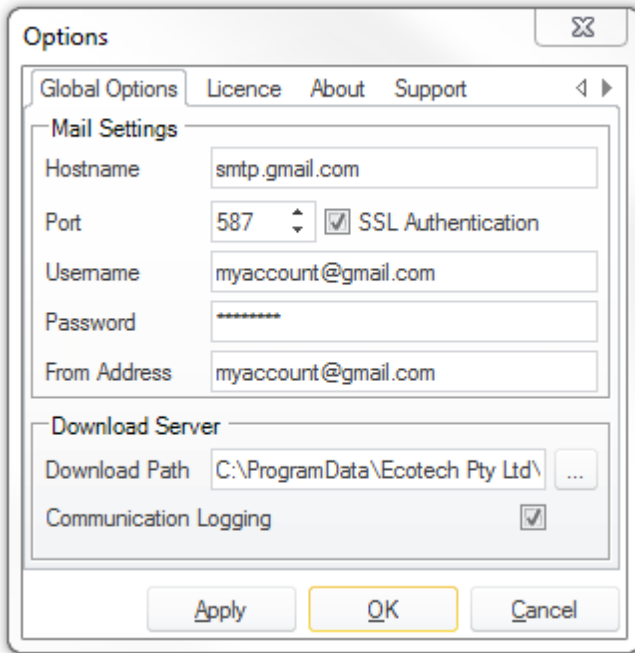 Options
Global Options Licence About Support
Mail Settings
Hostname smtp.gmail.com
Port 587 SSL Authentication
Username myaccount@gmail.com
Password ********
From Address myaccount@gmail.com
Download Server
Download Path C:\ProgramData\Ecotech Pty Ltd\ ...
Communication Logging
Apply OK Cancel